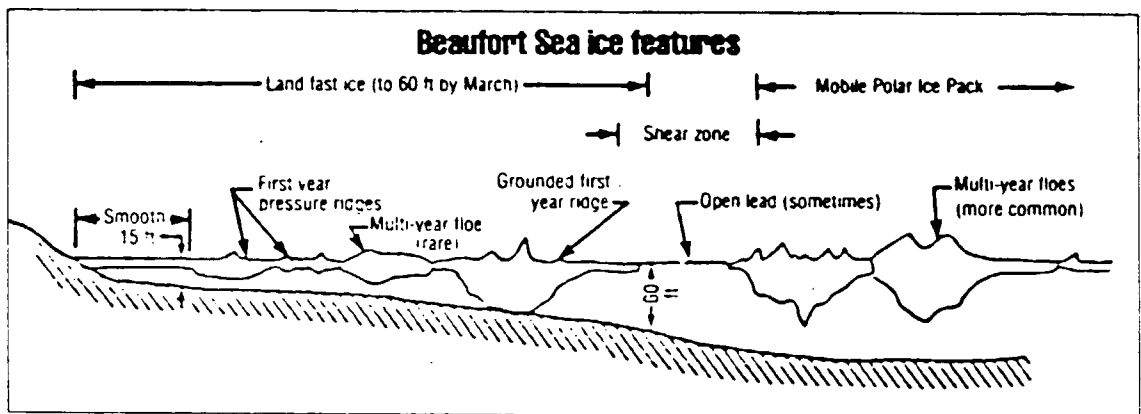 Beaufort Sea ice features
Land fast ice (to 60 ft by March)
Mobile Polar Ice Pack
Shear zone
First year
pressure ridges
Grounded first
year ridge
Multi-year floes
(more common)
Smooth
15 ft
Multi-year floe
(rare)
Open lead (sometimes)
60
ft